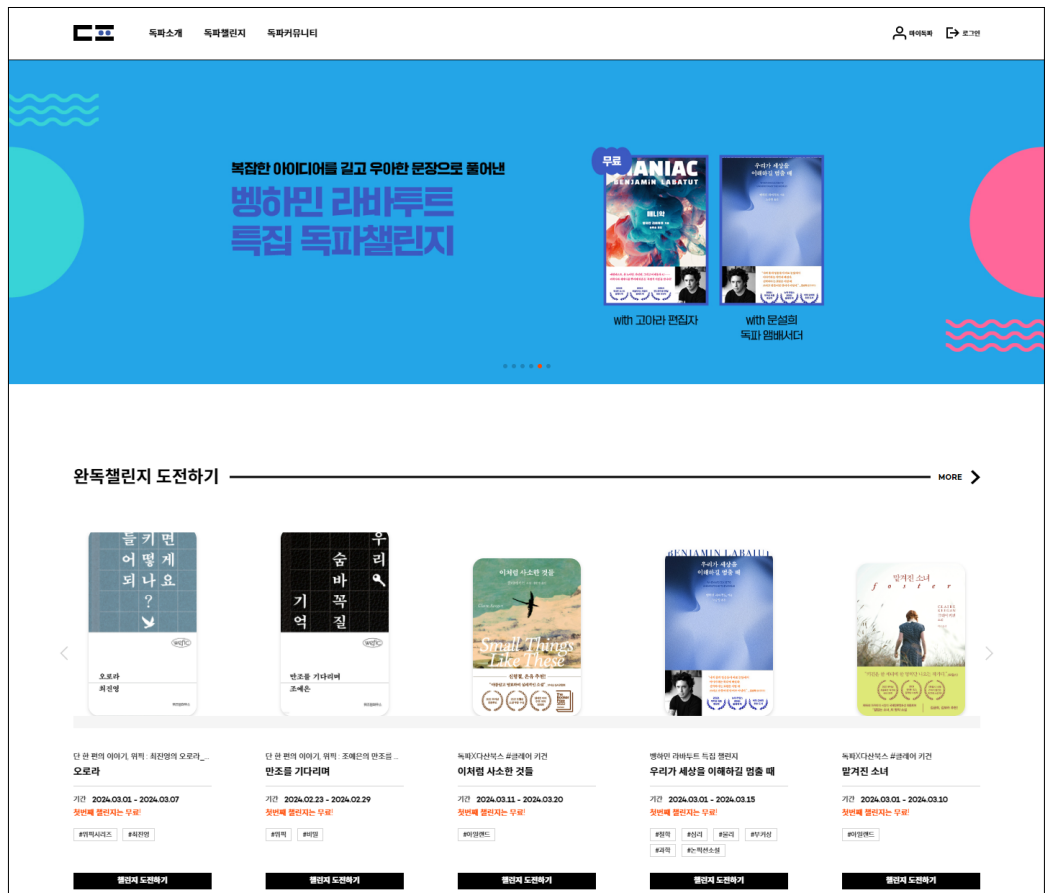 독파
독파소개 독파챌린지 독파커뮤니티
마이독파 로그인
복잡한 아이디어를 길고 우아한 문장으로 풀어낸
벵하민 라바투트
특집 독파챌린지
무료
MANIAC
BENJAMIN LABATUT
매니악
우리가 세상을
이해하길 멈출 때
with 고아라 편집자
with 문설희
독파 앰배서더
완독챌린지 도전하기
MORE
들키면
어떻게
되나요
?
wefic
오로라
최진영
우
숨리
바
기꼭
억질
wefic
만조를 기다리며
조예은
이처럼 사소한 것들
Small Things
Like These
신형철, 은유 추천!
BENJAMIN LABATUT
우리가 세상을
이해하길 멈출 때
맡겨진 소녀
foster
CLAIRE
KEEGAN
단 한 편의 이야기, 위픽 : 최진영의 오로라_...
오로라
기간 2024.03.01 - 2024.03.07
첫번째 챌린지는 무료!
#위픽시리즈 #최진영
챌린지 도전하기
단 한 편의 이야기, 위픽 : 조예은의 만조를 ...
만조를 기다리며
기간 2024.02.23 - 2024.02.29
첫번째 챌린지는 무료!
#위픽 #비밀
챌린지 도전하기
독파X다산북스 #클레어 키건
이처럼 사소한 것들
기간 2024.03.11 - 2024.03.20
첫번째 챌린지는 무료!
#아일랜드
챌린지 도전하기
벵하민 라바투트 특집 챌린지
우리가 세상을 이해하길 멈출 때
기간 2024.03.01 - 2024.03.15
첫번째 챌린지는 무료!
#철학 #심리 #윤리 #부커상
#과학 #논픽션소설
챌린지 도전하기
독파X다산북스 #클레어 키건
맡겨진 소녀
기간 2024.03.01 - 2024.03.10
첫번째 챌린지는 무료!
#아일랜드
챌린지 도전하기